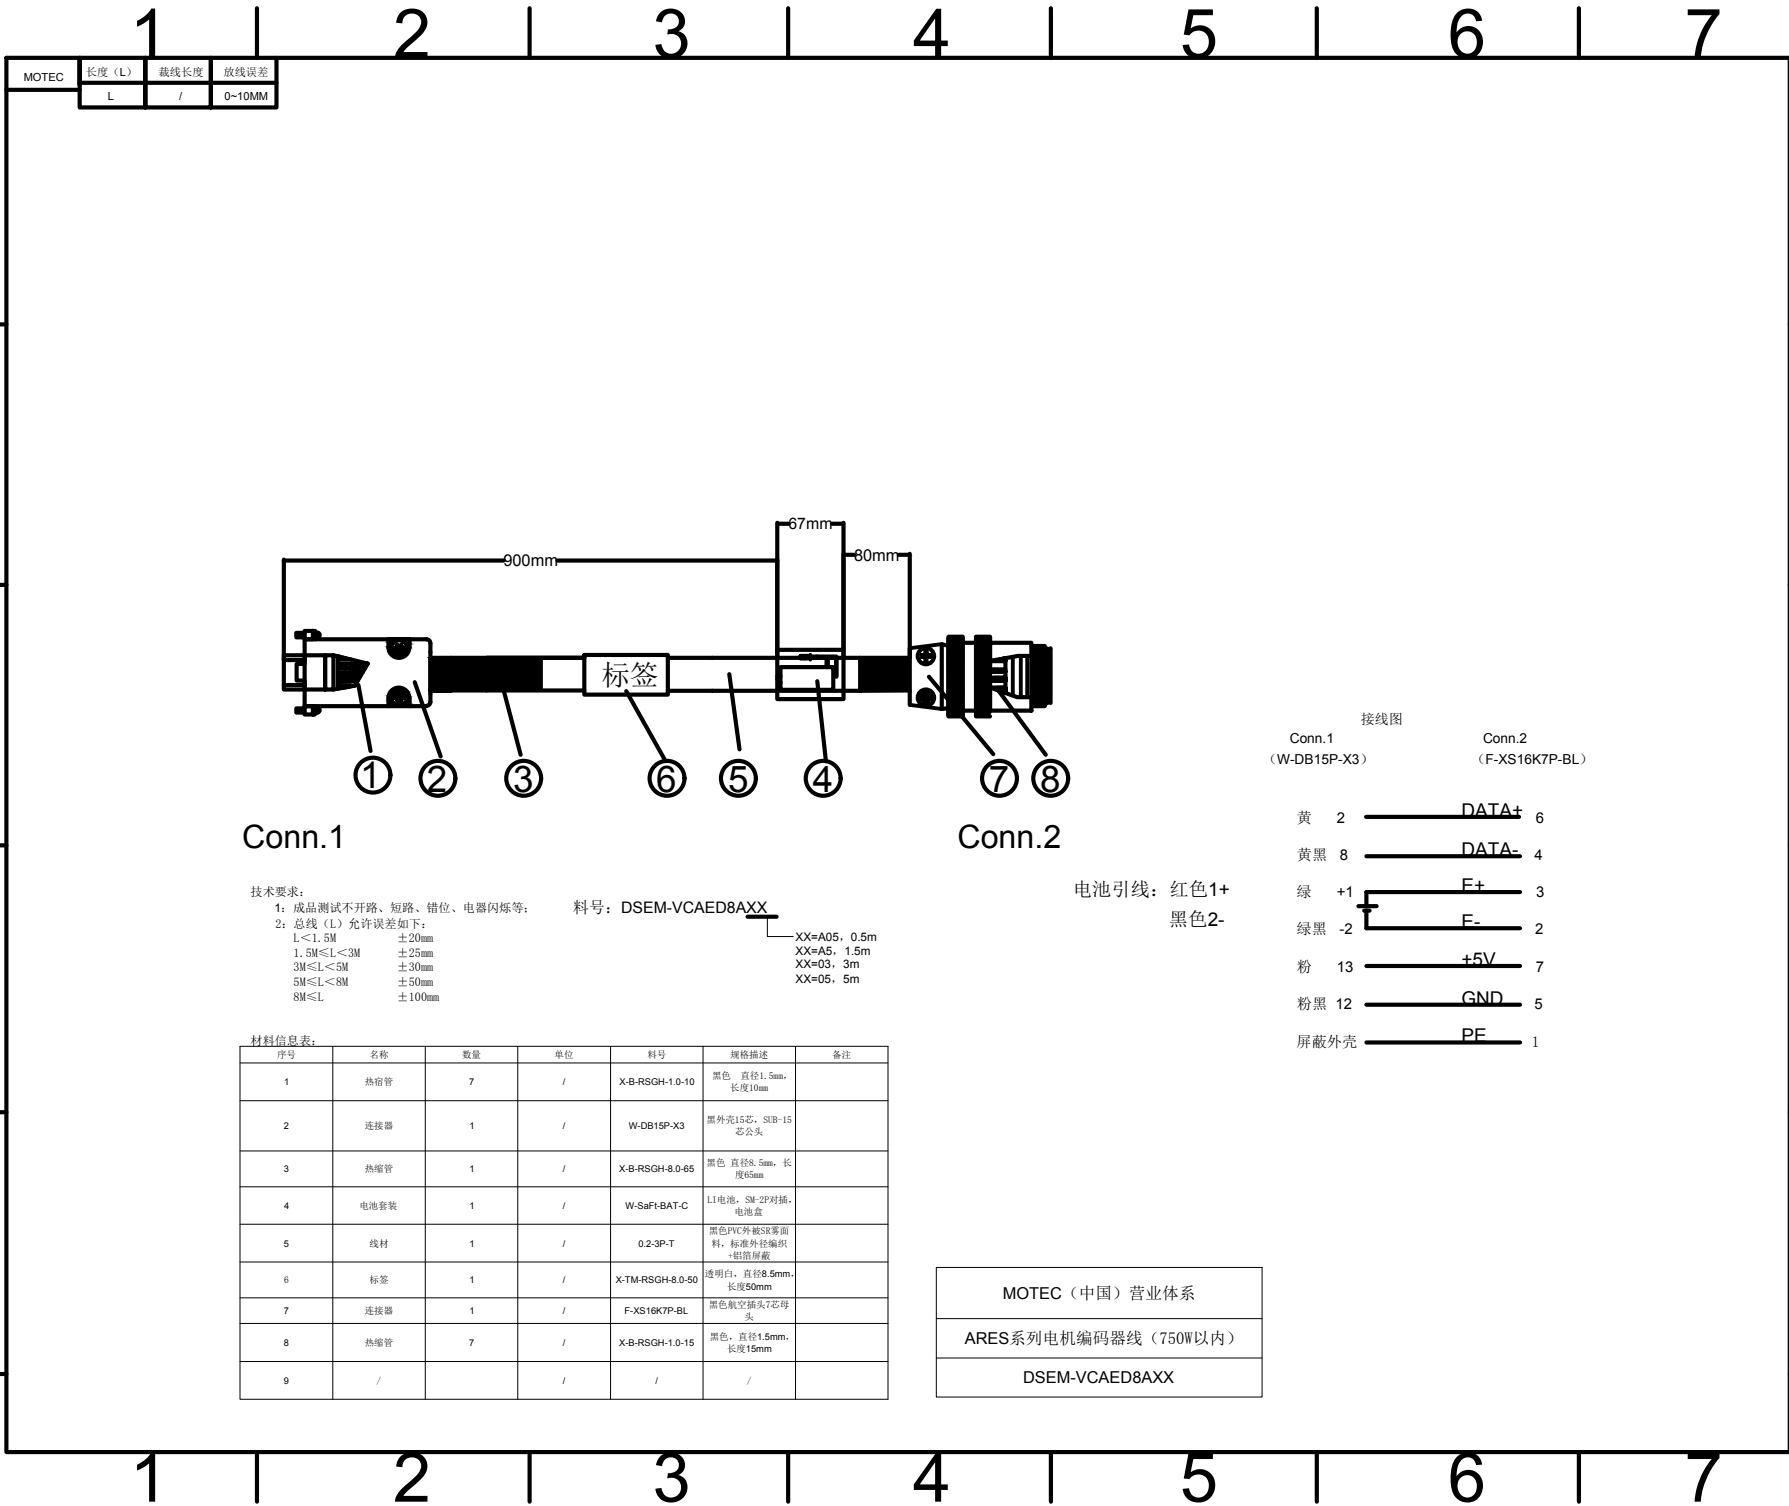 1 2 3 4 5 6 7
MOTEC 长度（L） 裁线长度 放线误差
L / 0~10MM
67mm
900mm
80mm
标签
① ② ③ ⑥ ⑤ ④ ⑦ ⑧
Conn.1
Conn.2
接线图
Conn.1 Conn.2
（W-DB15P-X3） （F-XS16K7P-BL）
黄 2 DATA+ 6
黄黑 8 DATA- 4
绿 +1 E+ 3
绿黑 -2 E- 2
粉 13 +5V 7
粉黑 12 GND 5
屏蔽外壳 PE 1
电池引线：红色1+
黑色2-
技术要求：
1：成品测试不开路、短路、错位、电器闪烁等；
2：总线（L）允许误差如下：
L＜1.5M ±20mm
1.5M≤L＜3M ±25mm
3M≤L＜5M ±30mm
5M≤L＜8M ±50mm
8M≤L ±100mm
料号：DSEM-VCAED8AXX
XX=A05，0.5m
XX=A5，1.5m
XX=03，3m
XX=05，5m
材料信息表：
序号 名称 数量 单位 料号 规格描述 备注
1 热宿管 7 / X-B-RSGH-1.0-10 黑色 直径1.5mm，
长度10mm
2 连接器 1 / W-DB15P-X3 黑外壳15芯，SUB-15
芯公头
3 热缩管 1 / X-B-RSGH-8.0-65 黑色 直径8.5mm，长
度65mm
4 电池套装 1 / W-SaFt-BAT-C LI电池，SM-2P对插，
电池盒
5 线材 1 / 0.2-3P-T 黑色PVC外被SR雾面
料，标准外径编织
+铝箔屏蔽
6 标签 1 / X-TM-RSGH-8.0-50 透明白，直径8.5mm，
长度50mm
7 连接器 1 / F-XS16K7P-BL 黑色航空插头7芯母
头
8 热缩管 7 / X-B-RSGH-1.0-15 黑色，直径1.5mm，
长度15mm
9 / / / /
MOTEC（中国）营业体系
ARES系列电机编码器线（750W以内）
DSEM-VCAED8AXX
1 2 3 4 5 6 7